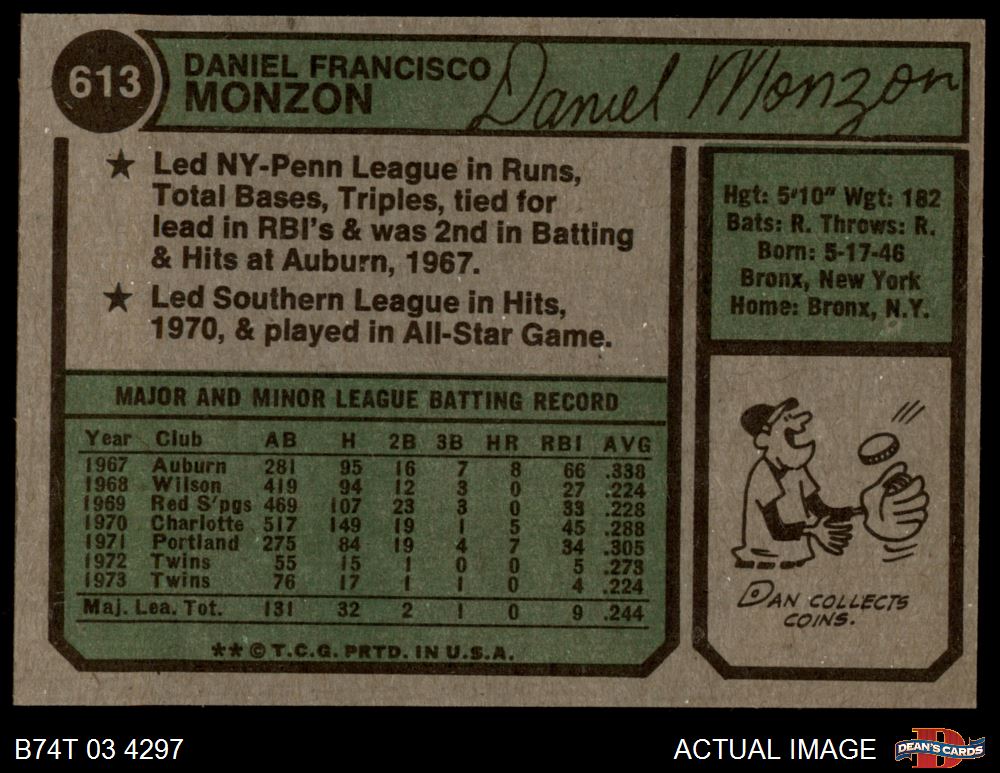 613
DANIEL FRANCISCO
MONZON
Daniel Monzon
★ Led NY-Penn League in Runs,
Total Bases, Triples, tied for
lead in RBI's & was 2nd in Batting
& Hits at Auburn, 1967.
★ Led Southern League in Hits,
1970, & played in All-Star Game.
Hgt: 5'10" Wgt: 182
Bats: R. Throws: R.
Born: 5-17-46
Bronx, New York
Home: Bronx, N.Y.
MAJOR AND MINOR LEAGUE BATTING RECORD
Year Club AB H 2B 3B HR RBI AVG
1967 Auburn 281 95 16 7 8 66 .338
1968 Wilson 419 94 12 3 0 27 .224
1969 Red S'pgs 469 107 23 3 0 33 .228
1970 Charlotte 517 149 19 1 5 45 .288
1971 Portland 275 84 19 4 7 34 .305
1972 Twins 55 15 1 0 0 5 .273
1973 Twins 76 17 1 1 0 4 .224
Maj. Lea. Tot. 131 32 2 1 0 9 .244
**© T.C.G. PRTD. IN U.S.A.
DAN COLLECTS
COINS.
B74T 03 4297
ACTUAL IMAGE
DEAN'S CARDS